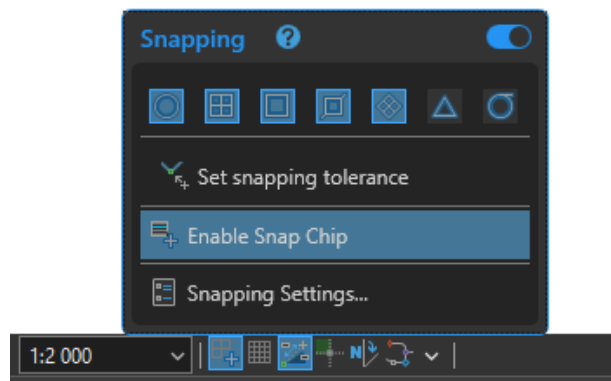 Snapping ?
Set snapping tolerance
Enable Snap Chip
Snapping Settings...
1:2 000
N